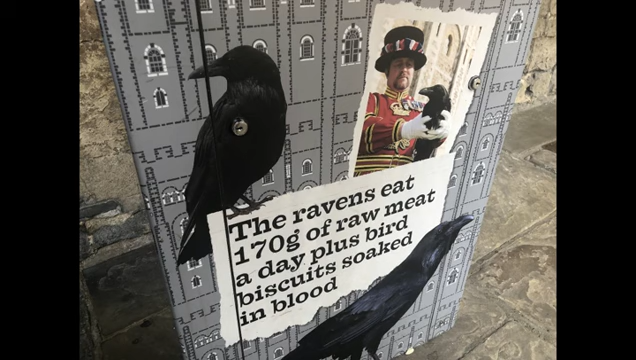 The ravens eat
170g of raw meat
a day plus bird
biscuits soaked
in blood